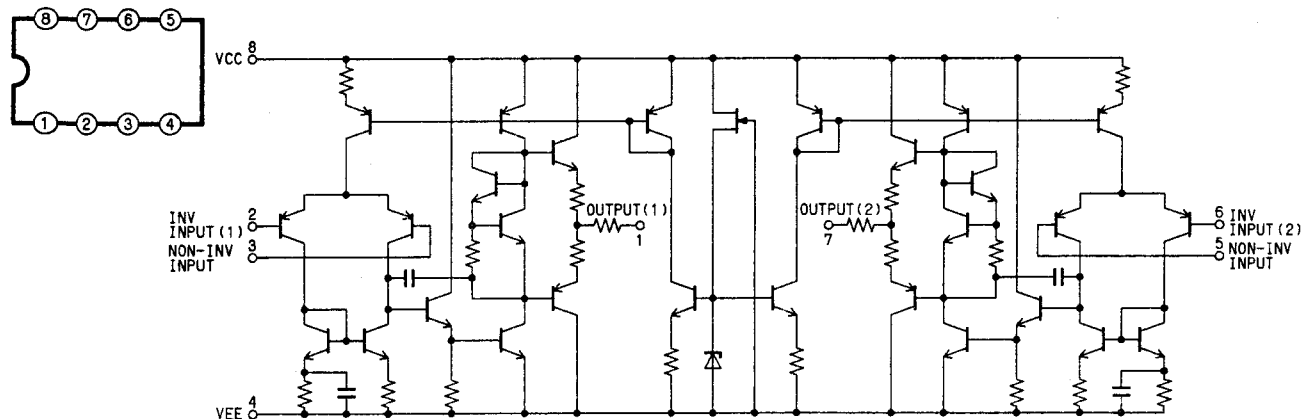 8 7 6 5
1 2 3 4
VCC 8
INV INPUT(1) 2
NON-INV INPUT 3
OUTPUT(1) 1
OUTPUT(2) 7
6 INV INPUT(2)
5 NON-INV INPUT
VEE 4